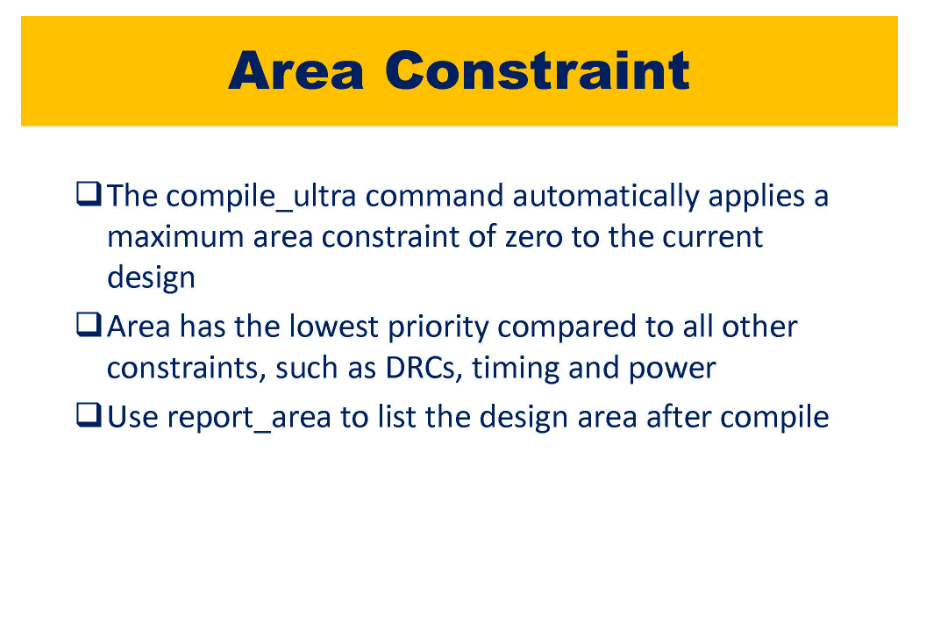 Area Constraint
❑The compile_ultra command automatically applies a
maximum area constraint of zero to the current
design
❑Area has the lowest priority compared to all other
constraints, such as DRCs, timing and power
❑Use report_area to list the design area after compile